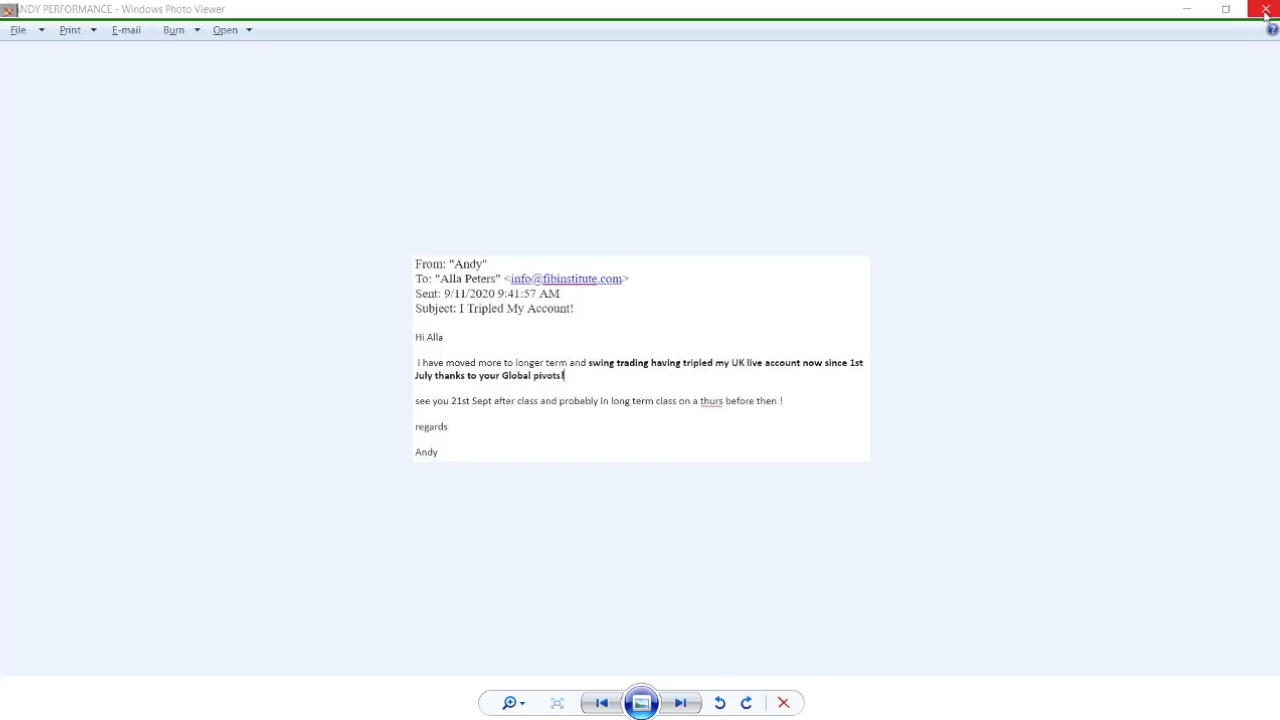 ANDY PERFORMANCE - Windows Photo Viewer
File Print E-mail Burn Open
From: "Andy"
To: "Alla Peters" <info@fibinstitute.com>
Sent: 9/11/2020 9:41:57 AM
Subject: I Tripled My Account!
Hi Alla
I have moved more to longer term and swing trading having tripled my UK live account now since 1st
July thanks to your Global pivots!
see you 21st Sept after class and probably in long term class on a thurs before then !
regards
Andy